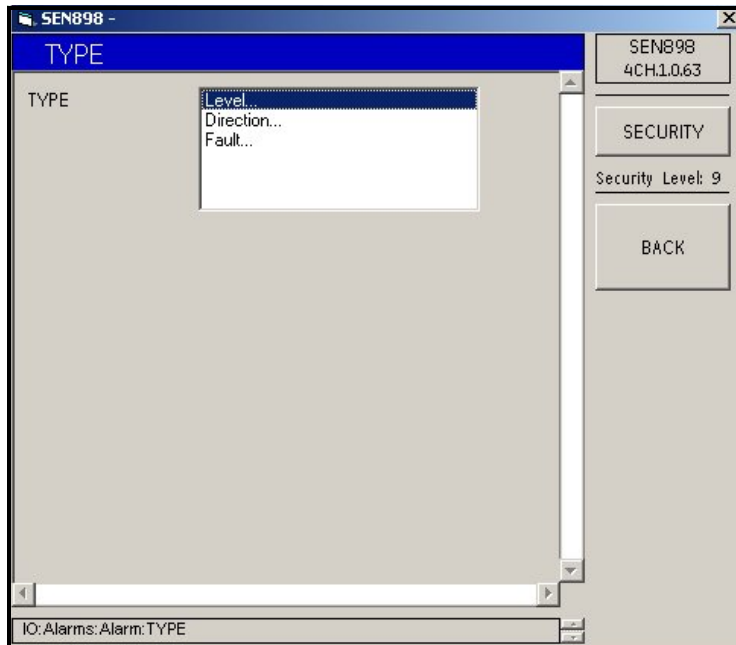 SEN898 -
TYPE
SEN898
4CH.1.0.63
TYPE
Level...
Direction...
Fault...
SECURITY
Security Level: 9
BACK
IO:Alarms:Alarm:TYPE